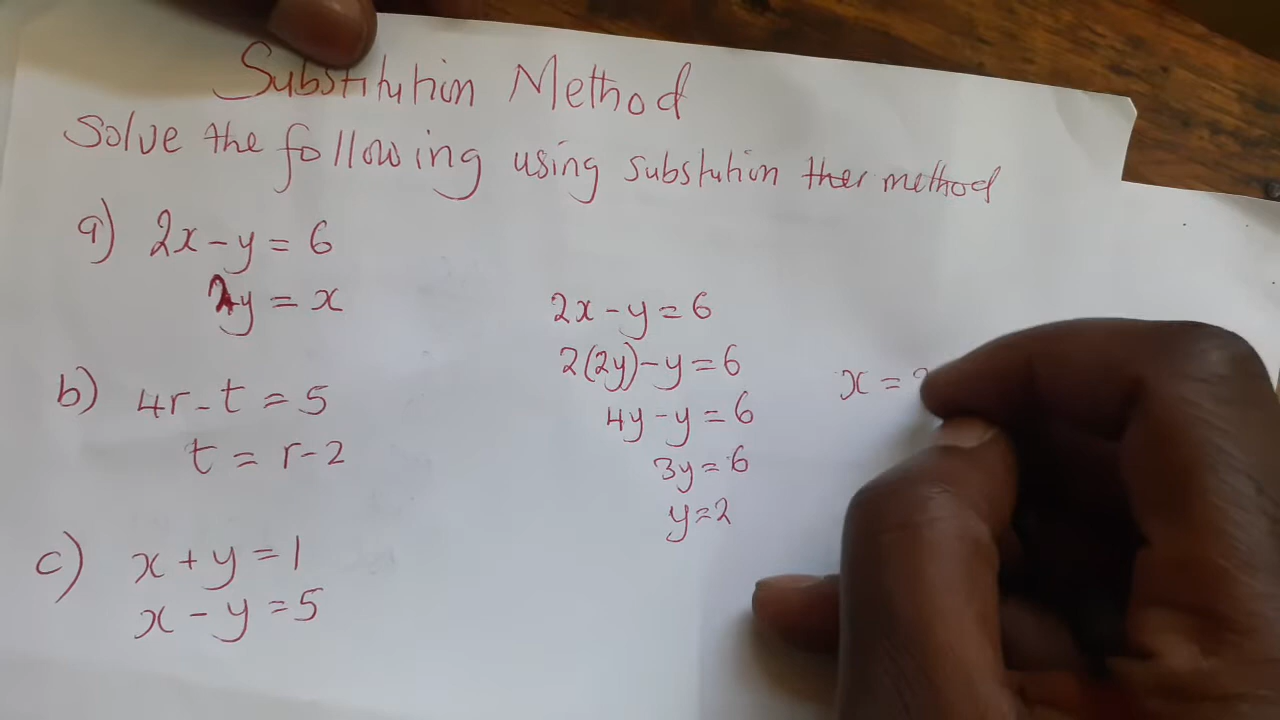 Substitution Method
Solve the following using substution ther method
a) 2x - y = 6
2y = x
b) 4r - t = 5
t = r - 2
c) x + y = 1
x - y = 5
2x - y = 6
2(2y) - y = 6
4y - y = 6
3y = 6
y = 2
x =